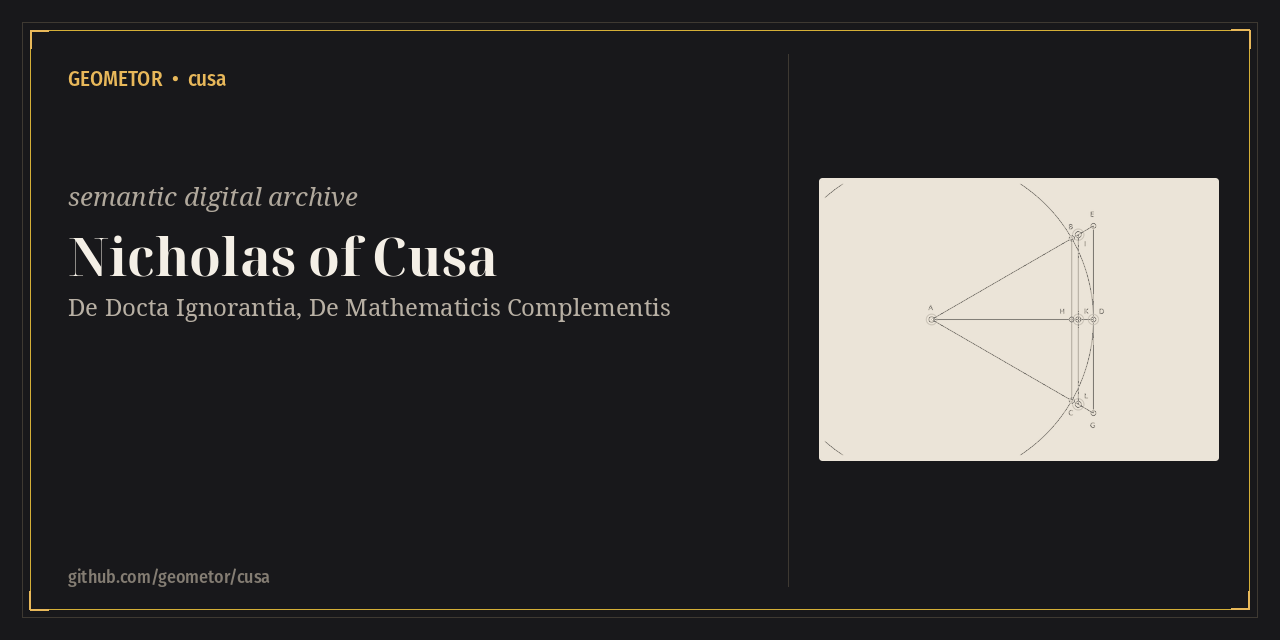 GEOMETOR • cusa
semantic digital archive
Nicholas of Cusa
De Docta Ignorantia, De Mathematicis Complementis
github.com/geometor/cusa
E
B
I
A
H
K
D
L
C
G